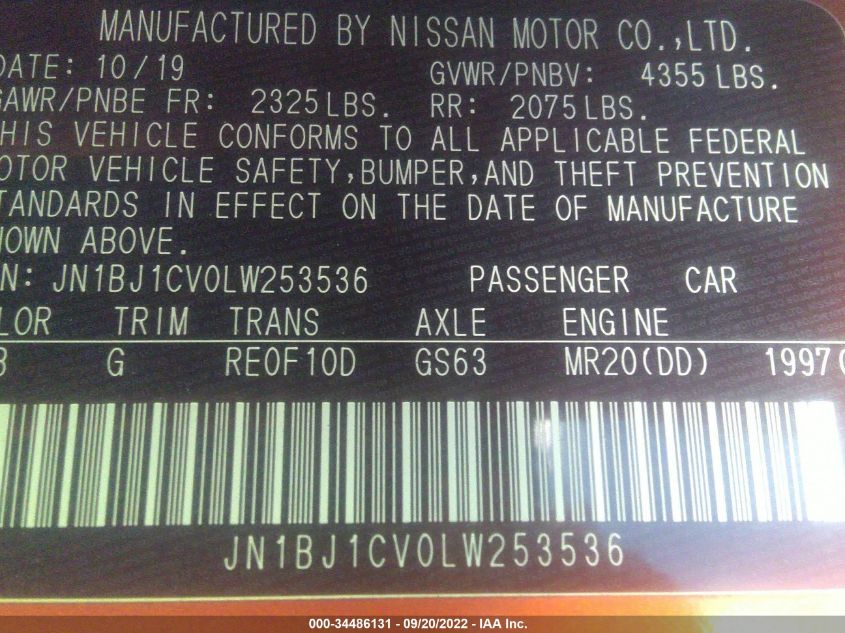 MANUFACTURED BY NISSAN MOTOR CO.,LTD.
DATE: 10/19 GVWR/PNBV: 4355 LBS.
GAWR/PNBE FR: 2325 LBS. RR: 2075 LBS.
THIS VEHICLE CONFORMS TO ALL APPLICABLE FEDERAL
OTOR VEHICLE SAFETY,BUMPER,AND THEFT PREVENTION
TANDARDS IN EFFECT ON THE DATE OF MANUFACTURE
HOWN ABOVE.
N: JN1BJ1CV0LW253536 PASSENGER CAR
LOR TRIM TRANS AXLE ENGINE
B G RE0F10D GS63 MR20(DD) 1997C
JN1BJ1CV0LW253536
000-34486131 - 09/20/2022 - IAA Inc.